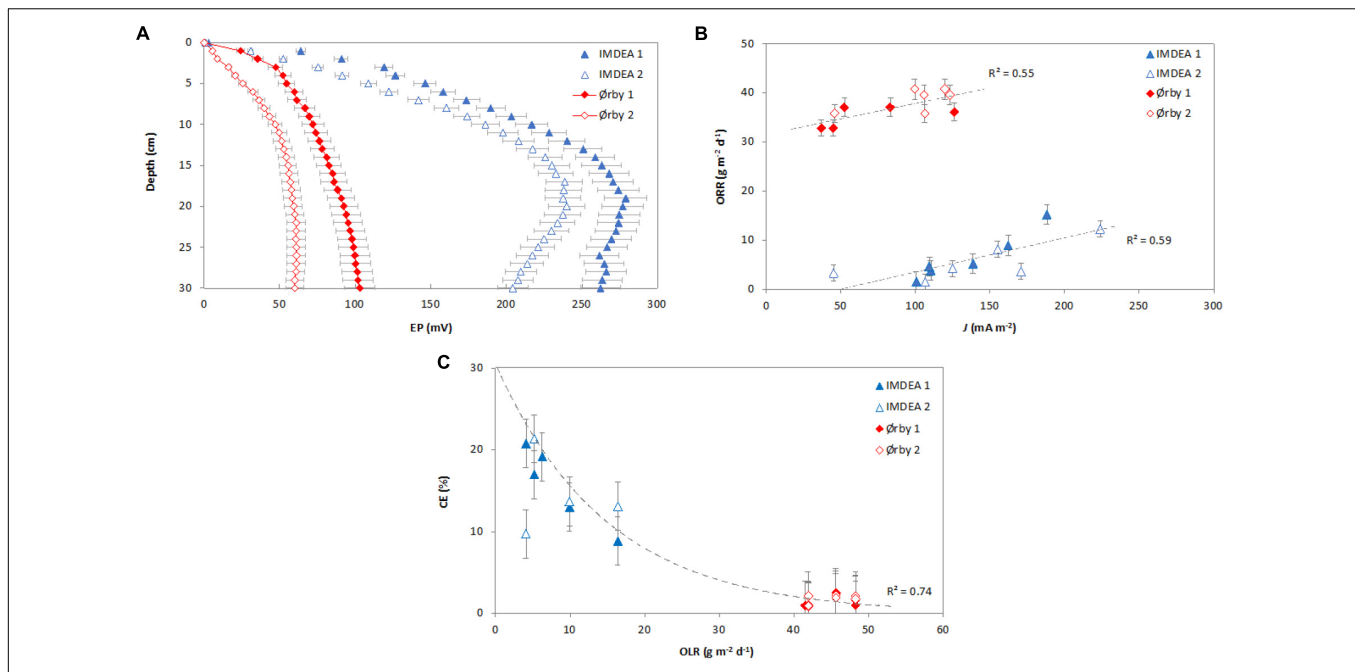 A
0
5
10
15
20
25
30
Depth (cm)
0 50 100 150 200 250 300
EP (mV)
IMDEA 1
IMDEA 2
Ørby 1
Ørby 2
B
50
40
30
20
10
0
ORR (g m⁻² d⁻¹)
0 50 100 150 200 250 300
J (mA m⁻²)
IMDEA 1
IMDEA 2
Ørby 1
Ørby 2
R² = 0.55
R² = 0.59
C
30
20
10
0
CE (%)
0 10 20 30 40 50 60
OLR (g m⁻² d⁻¹)
IMDEA 1
IMDEA 2
Ørby 1
Ørby 2
R² = 0.74